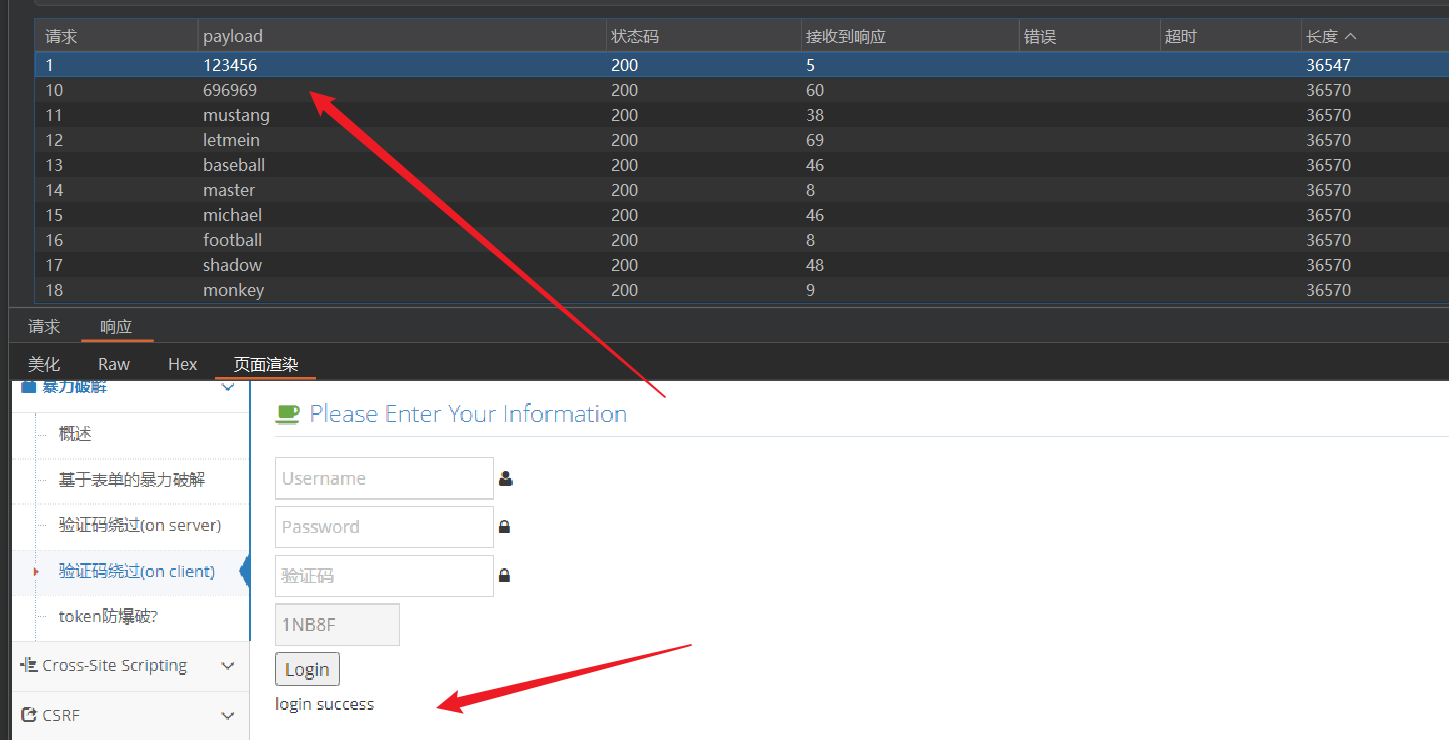 请求 payload 状态码 接收到响应 错误 超时 长度
1 123456 200 5 36547
10 696969 200 60 36570
11 mustang 200 38 36570
12 letmein 200 69 36570
13 baseball 200 46 36570
14 master 200 8 36570
15 michael 200 46 36570
16 football 200 8 36570
17 shadow 200 48 36570
18 monkey 200 9 36570
请求 响应
美化 Raw Hex 页面渲染
暴力破解
概述
基于表单的暴力破解
验证码绕过(on server)
验证码绕过(on client)
token防爆破?
Cross-Site Scripting
CSRF
Please Enter Your Information
Username
Password
验证码
1NB8F
Login
login success